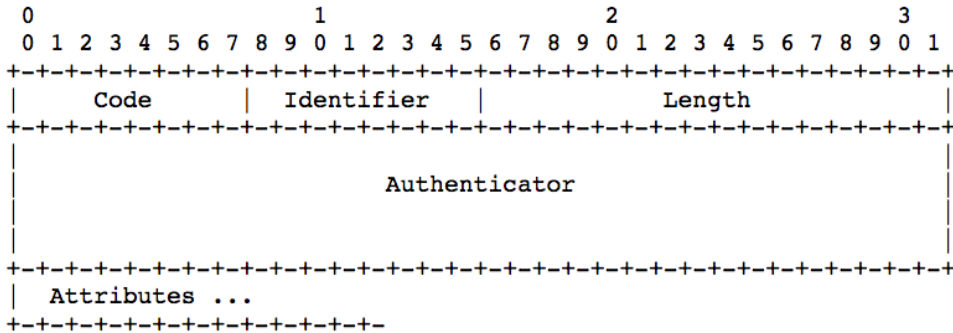 0                   1                   2                   3
 0 1 2 3 4 5 6 7 8 9 0 1 2 3 4 5 6 7 8 9 0 1 2 3 4 5 6 7 8 9 0 1
+-+-+-+-+-+-+-+-+-+-+-+-+-+-+-+-+-+-+-+-+-+-+-+-+-+-+-+-+-+-+-+-+
|     Code      |  Identifier   |            Length             |
+-+-+-+-+-+-+-+-+-+-+-+-+-+-+-+-+-+-+-+-+-+-+-+-+-+-+-+-+-+-+-+-+
|                                                               |
|                         Authenticator                         |
|                                                               |
|                                                               |
+-+-+-+-+-+-+-+-+-+-+-+-+-+-+-+-+-+-+-+-+-+-+-+-+-+-+-+-+-+-+-+-+
|  Attributes ...
+-+-+-+-+-+-+-+-+-+-+-+-+-